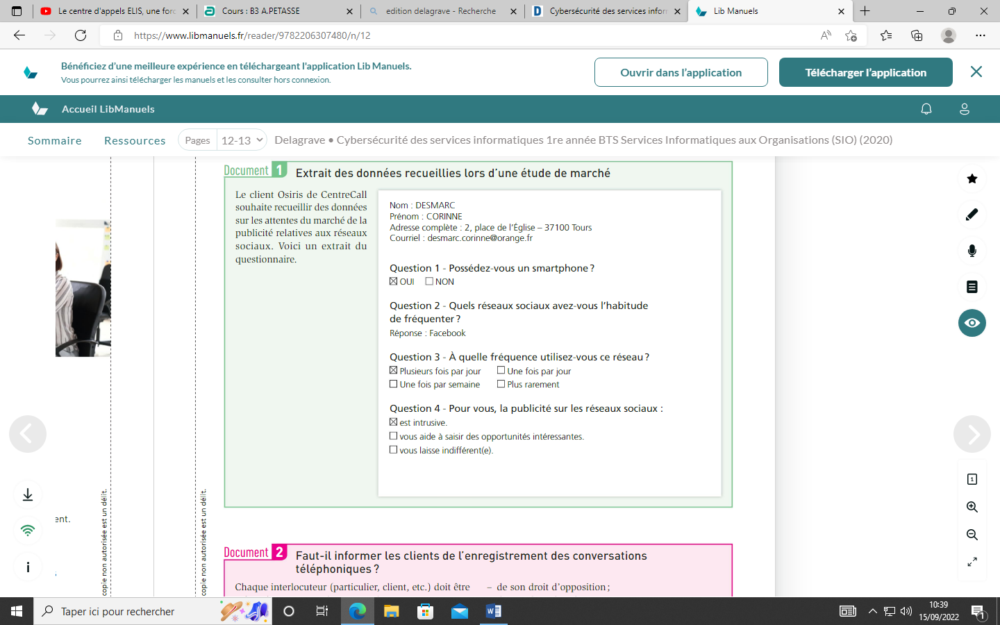 Le centre d'appels ELIS, une forc
Cours : B3 A.PETASSE
edition delagrave - Recherche
Cybersécurité des services inform
Lib Manuels
https://www.libmanuels.fr/reader/9782206307480/n/12
Bénéficiez d'une meilleure expérience en téléchargeant l'application Lib Manuels.
Vous pourrez ainsi télécharger les manuels et les consulter hors connexion.
Ouvrir dans l'application
Télécharger l'application
Accueil LibManuels
Sommaire
Ressources
Pages
12-13
Delagrave • Cybersécurité des services informatiques 1re année BTS Services Informatiques aux Organisations (SIO) (2020)
Document 1 Extrait des données recueillies lors d'une étude de marché
Le client Osiris de CentreCall
souhaite recueillir des données
sur les attentes du marché de la
publicité relatives aux réseaux
sociaux. Voici un extrait du
questionnaire.
Nom : DESMARC
Prénom : CORINNE
Adresse complète : 2, place de l'Église – 37100 Tours
Courriel : desmarc.corinne@orange.fr
Question 1 - Possédez-vous un smartphone ?
☒ OUI ☐ NON
Question 2 - Quels réseaux sociaux avez-vous l'habitude
de fréquenter ?
Réponse : Facebook
Question 3 - À quelle fréquence utilisez-vous ce réseau ?
☒ Plusieurs fois par jour ☐ Une fois par jour
☐ Une fois par semaine ☐ Plus rarement
Question 4 - Pour vous, la publicité sur les réseaux sociaux :
☒ est intrusive.
☐ vous aide à saisir des opportunités intéressantes.
☐ vous laisse indifférent(e).
ent.
copie non autorisée est un délit.
copie non autorisée est un délit.
Document 2 Faut-il informer les clients de l'enregistrement des conversations
téléphoniques ?
Chaque interlocuteur (particulier, client, etc.) doit être
– de son droit d'opposition ;
Taper ici pour rechercher
10:39
15/09/2022
1